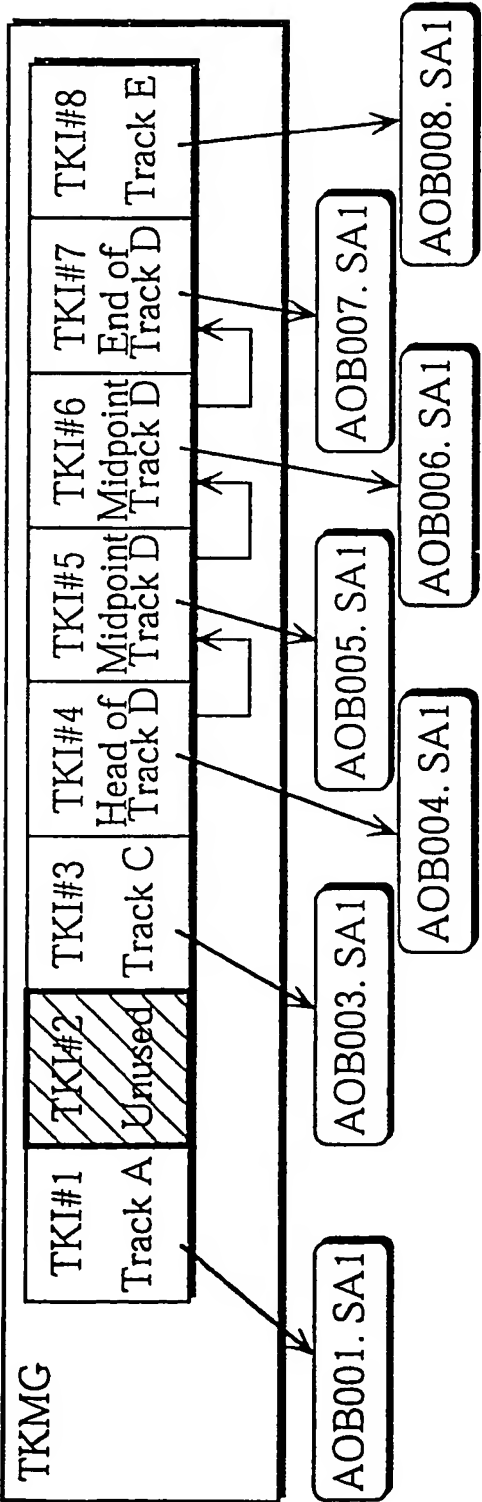 TKMG
TKI#1
Track A
TKI#2
Unused
TKI#3
Track C
TKI#4
Head of
Track D
TKI#5
Midpoint
Track D
TKI#6
Midpoint
Track D
TKI#7
End of
Track D
TKI#8
Track E
AOB001. SA1
AOB003. SA1
AOB004. SA1
AOB005. SA1
AOB006. SA1
AOB007. SA1
AOB008. SA1